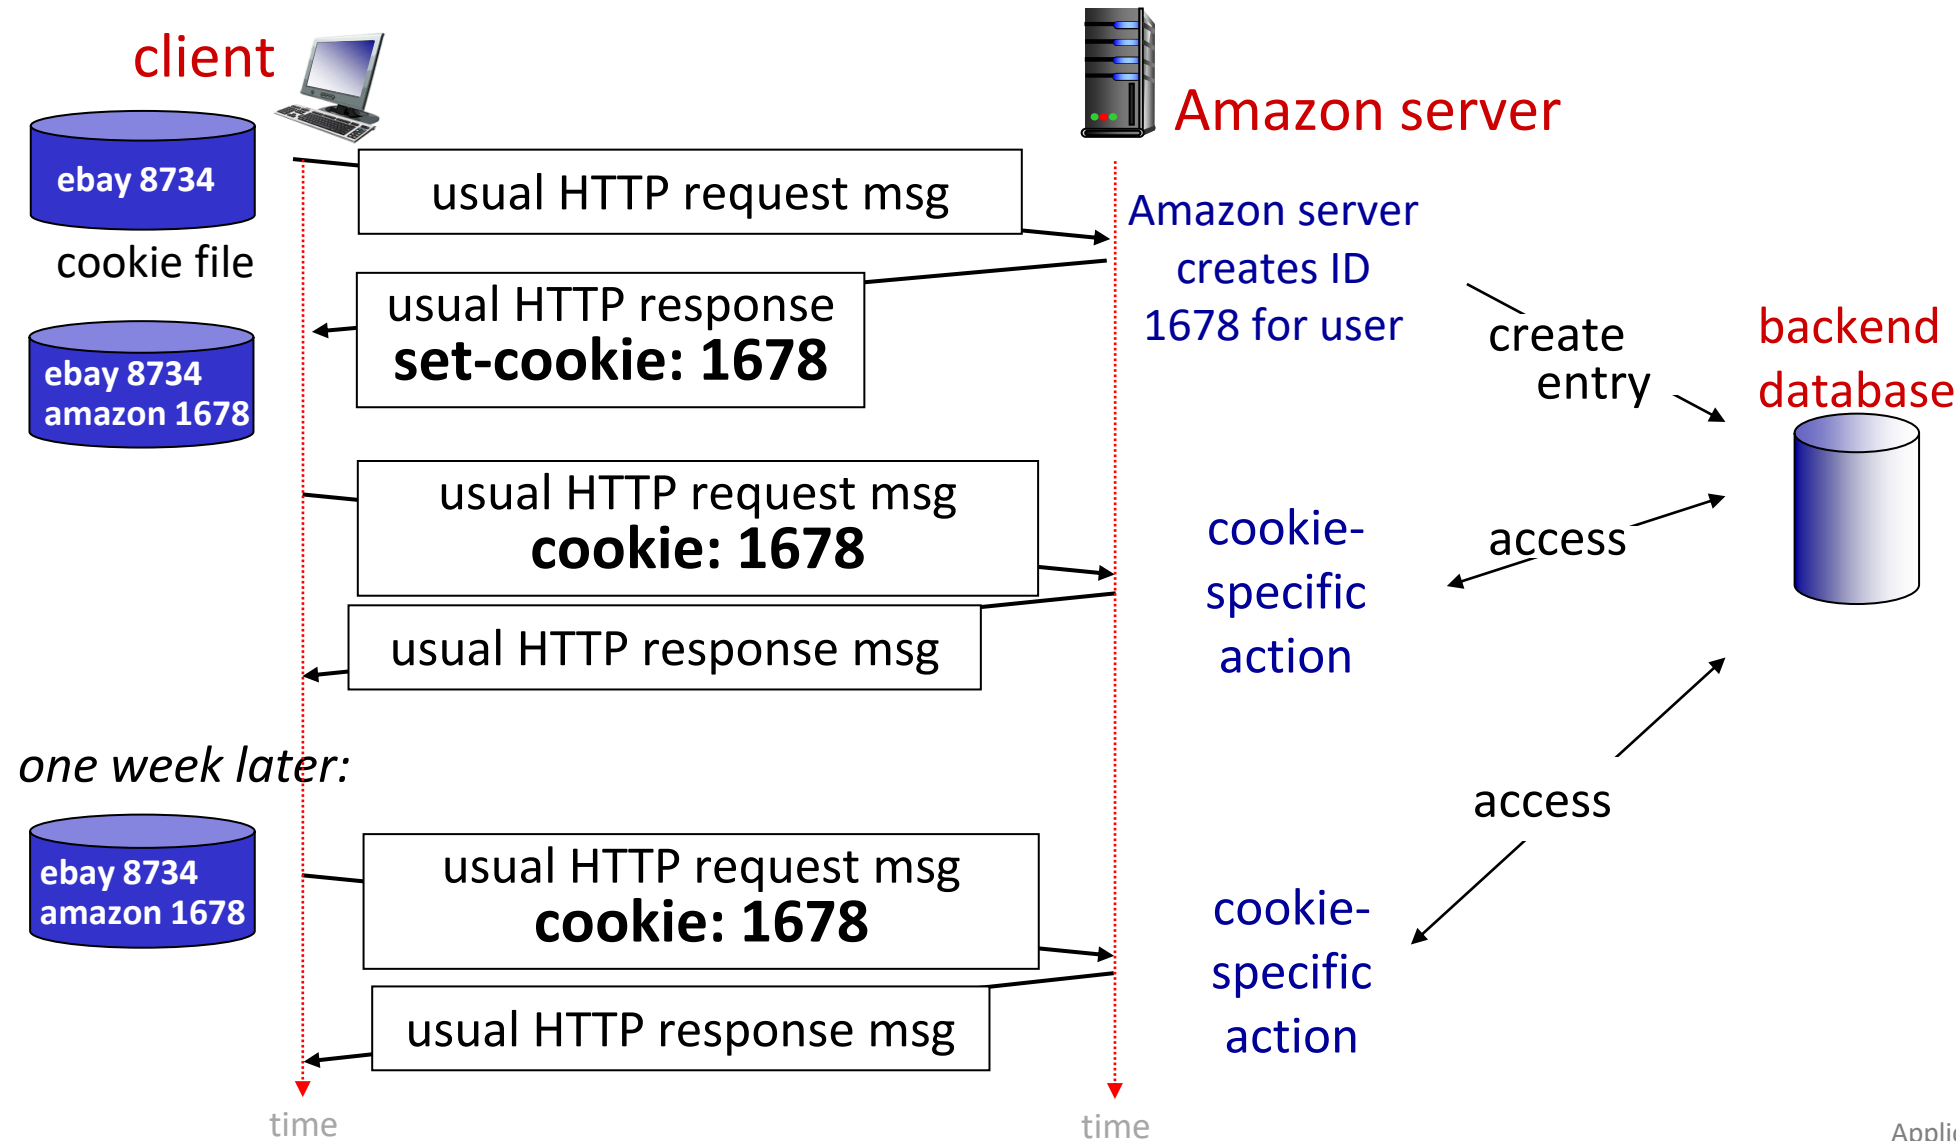 client
Amazon server
ebay 8734
cookie file
usual HTTP request msg
Amazon server
creates ID
1678 for user
usual HTTP response
set-cookie: 1678
create
entry
backend
database
ebay 8734
amazon 1678
usual HTTP request msg
cookie: 1678
cookie-
specific
action
access
usual HTTP response msg
one week later:
access
ebay 8734
amazon 1678
usual HTTP request msg
cookie: 1678
cookie-
specific
action
usual HTTP response msg
time
time